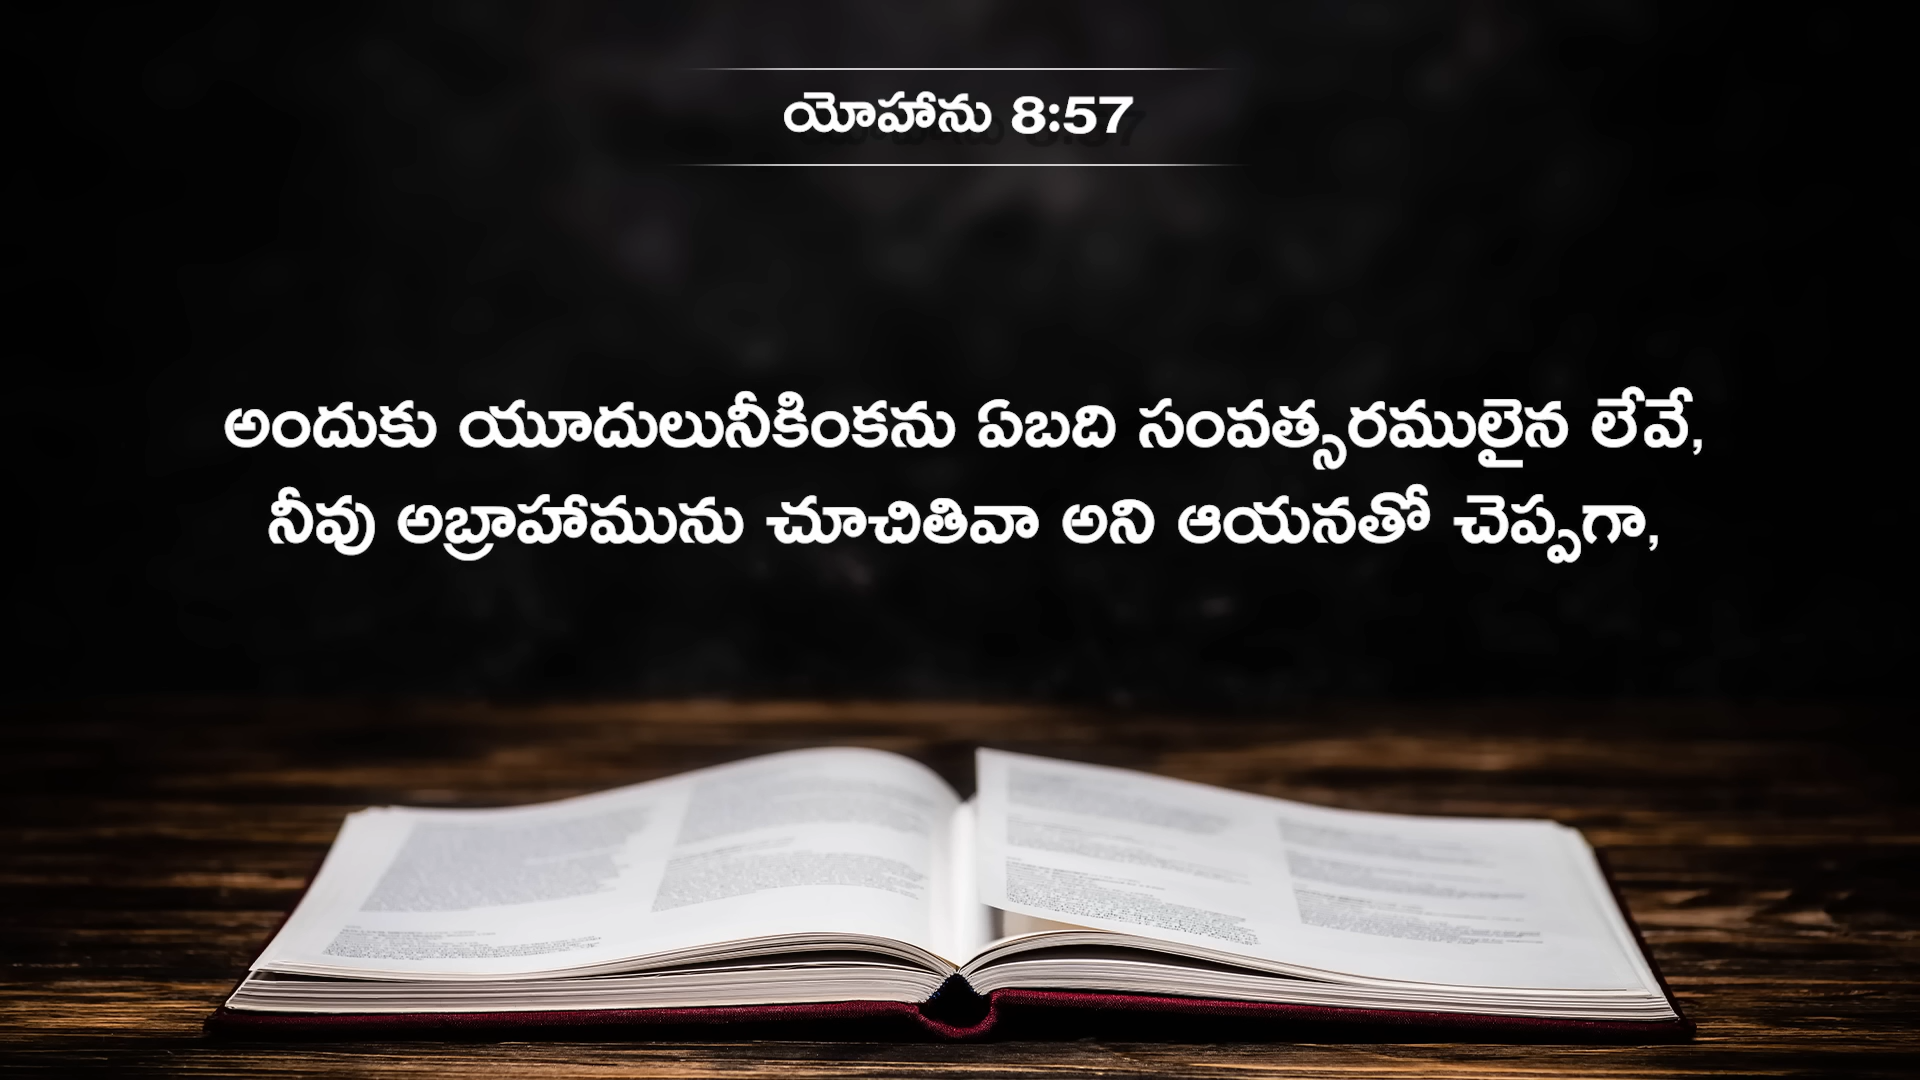 యోహాను 8:57
అందుకు యూదులునీకింకను ఏబది సంవత్సరములైన లేవే,
నీవు అబ్రాహామును చూచితివా అని ఆయనతో చెప్పగా,